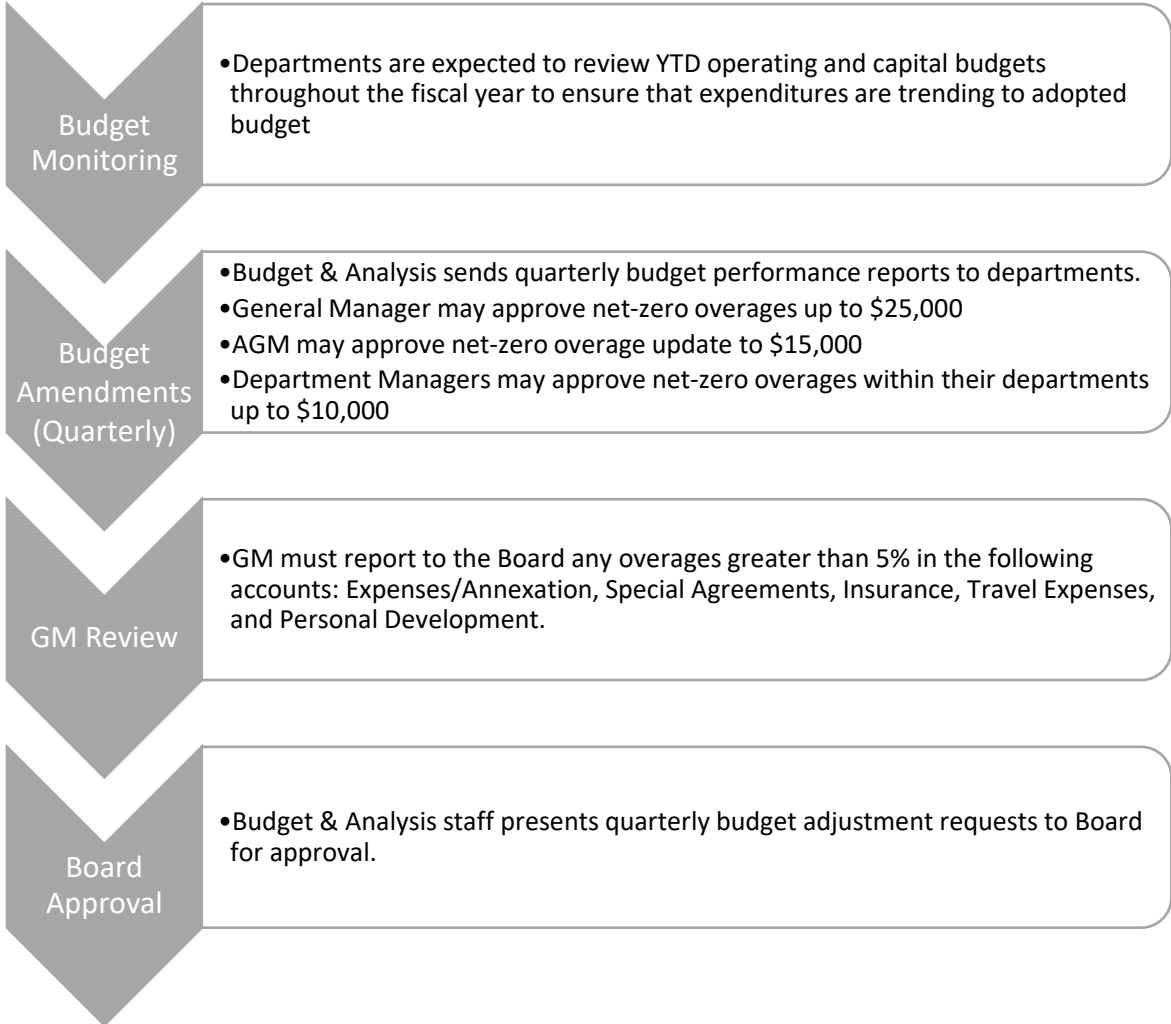 Budget
Monitoring
•Departments are expected to review YTD operating and capital budgets
throughout the fiscal year to ensure that expenditures are trending to adopted
budget
Budget
Amendments
(Quarterly)
•Budget & Analysis sends quarterly budget performance reports to departments.
•General Manager may approve net-zero overages up to $25,000
•AGM may approve net-zero overage update to $15,000
•Department Managers may approve net-zero overages within their departments
up to $10,000
GM Review
•GM must report to the Board any overages greater than 5% in the following
accounts: Expenses/Annexation, Special Agreements, Insurance, Travel Expenses,
and Personal Development.
Board
Approval
•Budget & Analysis staff presents quarterly budget adjustment requests to Board
for approval.